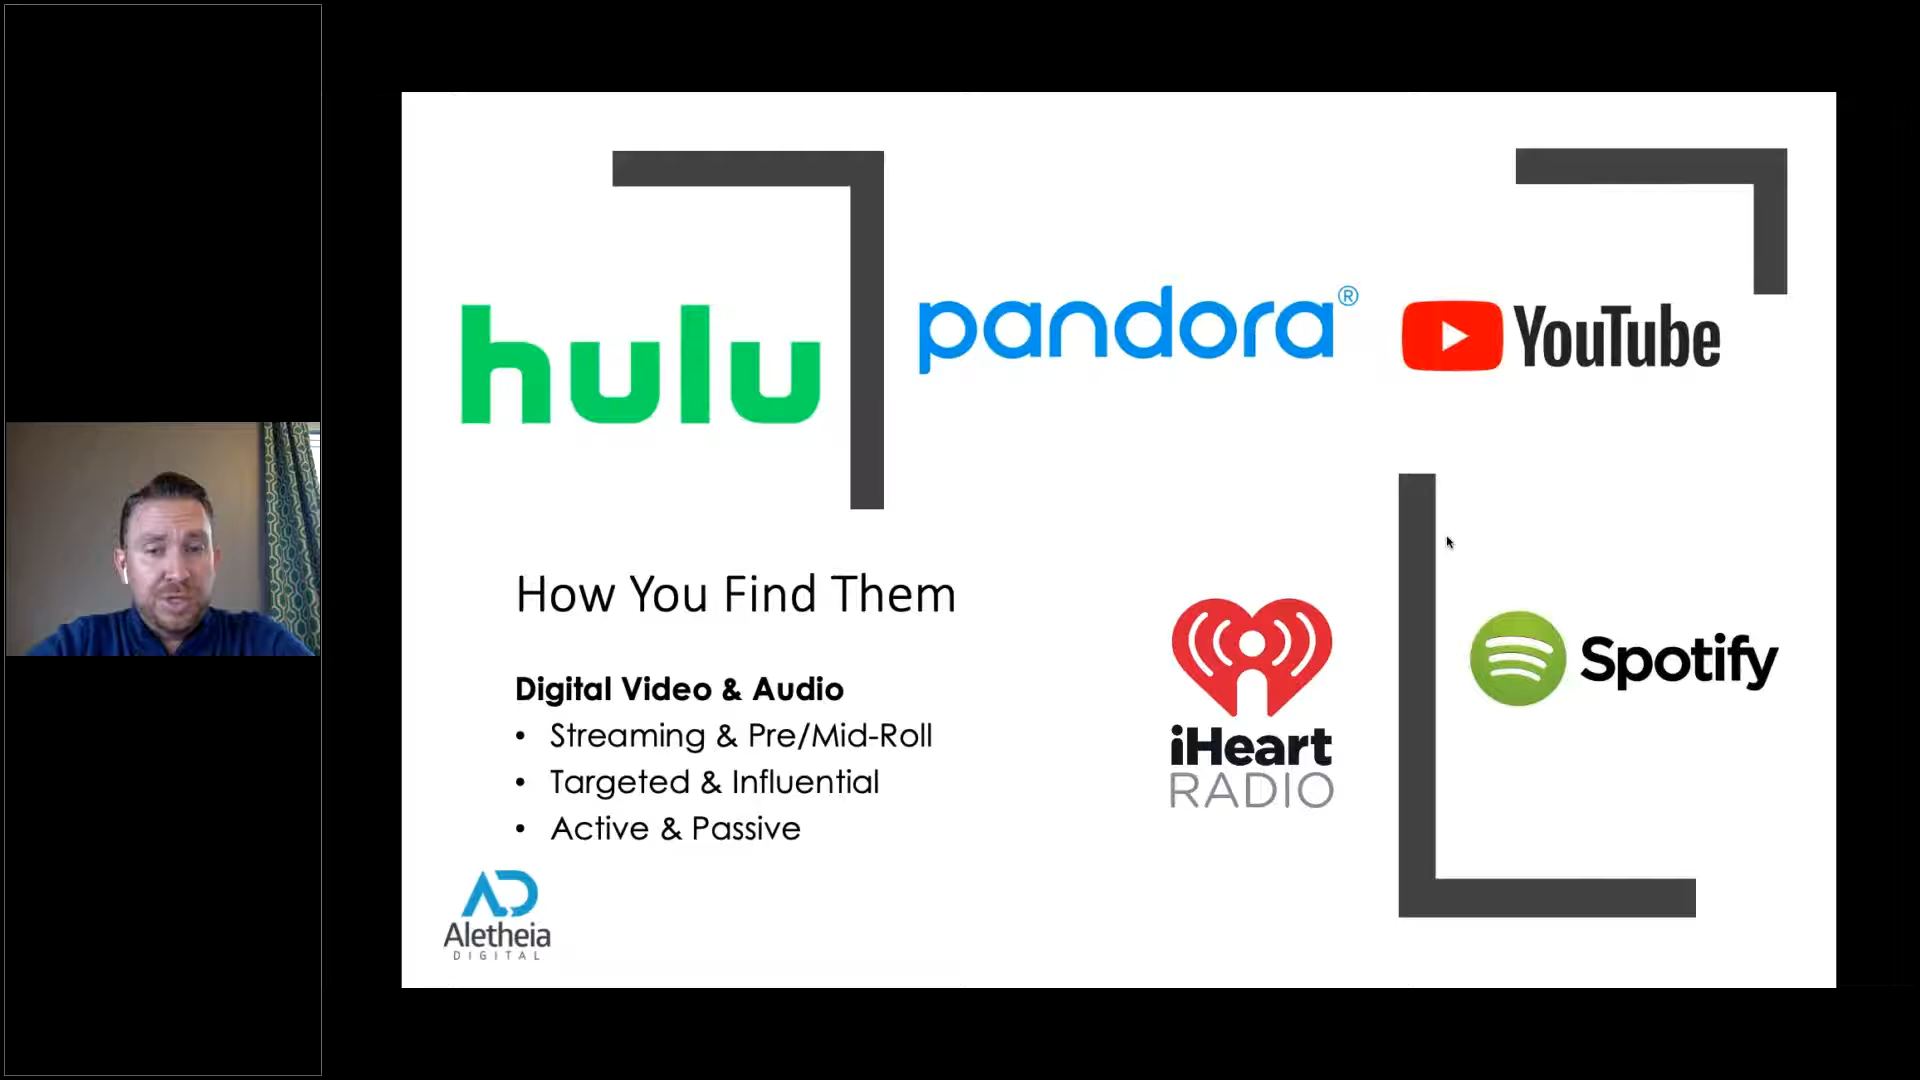 hulu
pandora®
YouTube
How You Find Them
Digital Video & Audio
• Streaming & Pre/Mid-Roll
• Targeted & Influential
• Active & Passive
iHeart
RADIO
Spotify
AD
Aletheia
DIGITAL